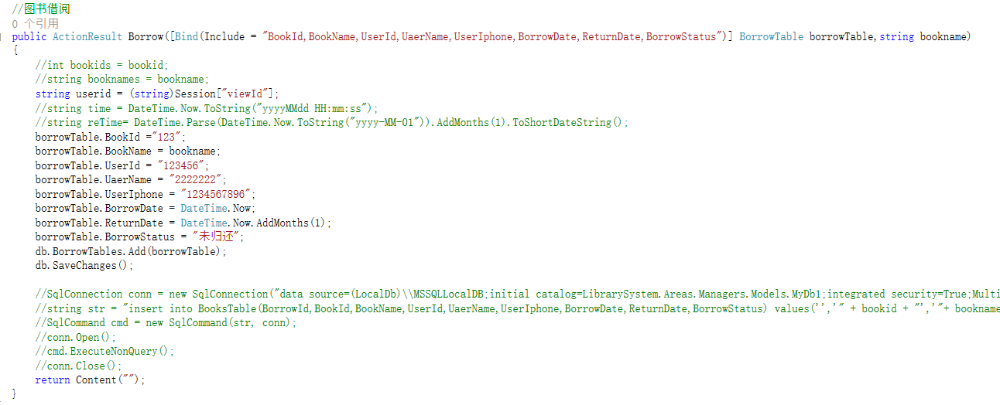 //图书借阅
0 个引用
public ActionResult Borrow([Bind(Include = "BookId,BookName,UserId,UaerName,UserIphone,BorrowDate,ReturnDate,BorrowStatus")] BorrowTable borrowTable,string bookname)
{
//int bookids = bookid;
//string booknames = bookname;
string userid = (string)Session["viewId"];
//string time = DateTime.Now.ToString("yyyyMMdd HH:mm:ss");
//string reTime= DateTime.Parse(DateTime.Now.ToString("yyyy-MM-01")).AddMonths(1).ToShortDateString();
borrowTable.BookId ="123";
borrowTable.BookName = bookname;
borrowTable.UserId = "123456";
borrowTable.UaerName = "2222222";
borrowTable.UserIphone = "1234567896";
borrowTable.BorrowDate = DateTime.Now;
borrowTable.ReturnDate = DateTime.Now.AddMonths(1);
borrowTable.BorrowStatus = "未归还";
db.BorrowTables.Add(borrowTable);
db.SaveChanges();
//SqlConnection conn = new SqlConnection("data source=(LocalDb)\\MSSQLLocalDB;initial catalog=LibrarySystem.Areas.Managers.Models.MyDb1;integrated security=True;Multi
//string str = "insert into BooksTable(BorrowId,BookId,BookName,UserId,UaerName,UserIphone,BorrowDate,ReturnDate,BorrowStatus) values('','" + bookid + "','"+ bookname
//SqlCommand cmd = new SqlCommand(str, conn);
//conn.Open();
//cmd.ExecuteNonQuery();
//conn.Close();
return Content("");
}